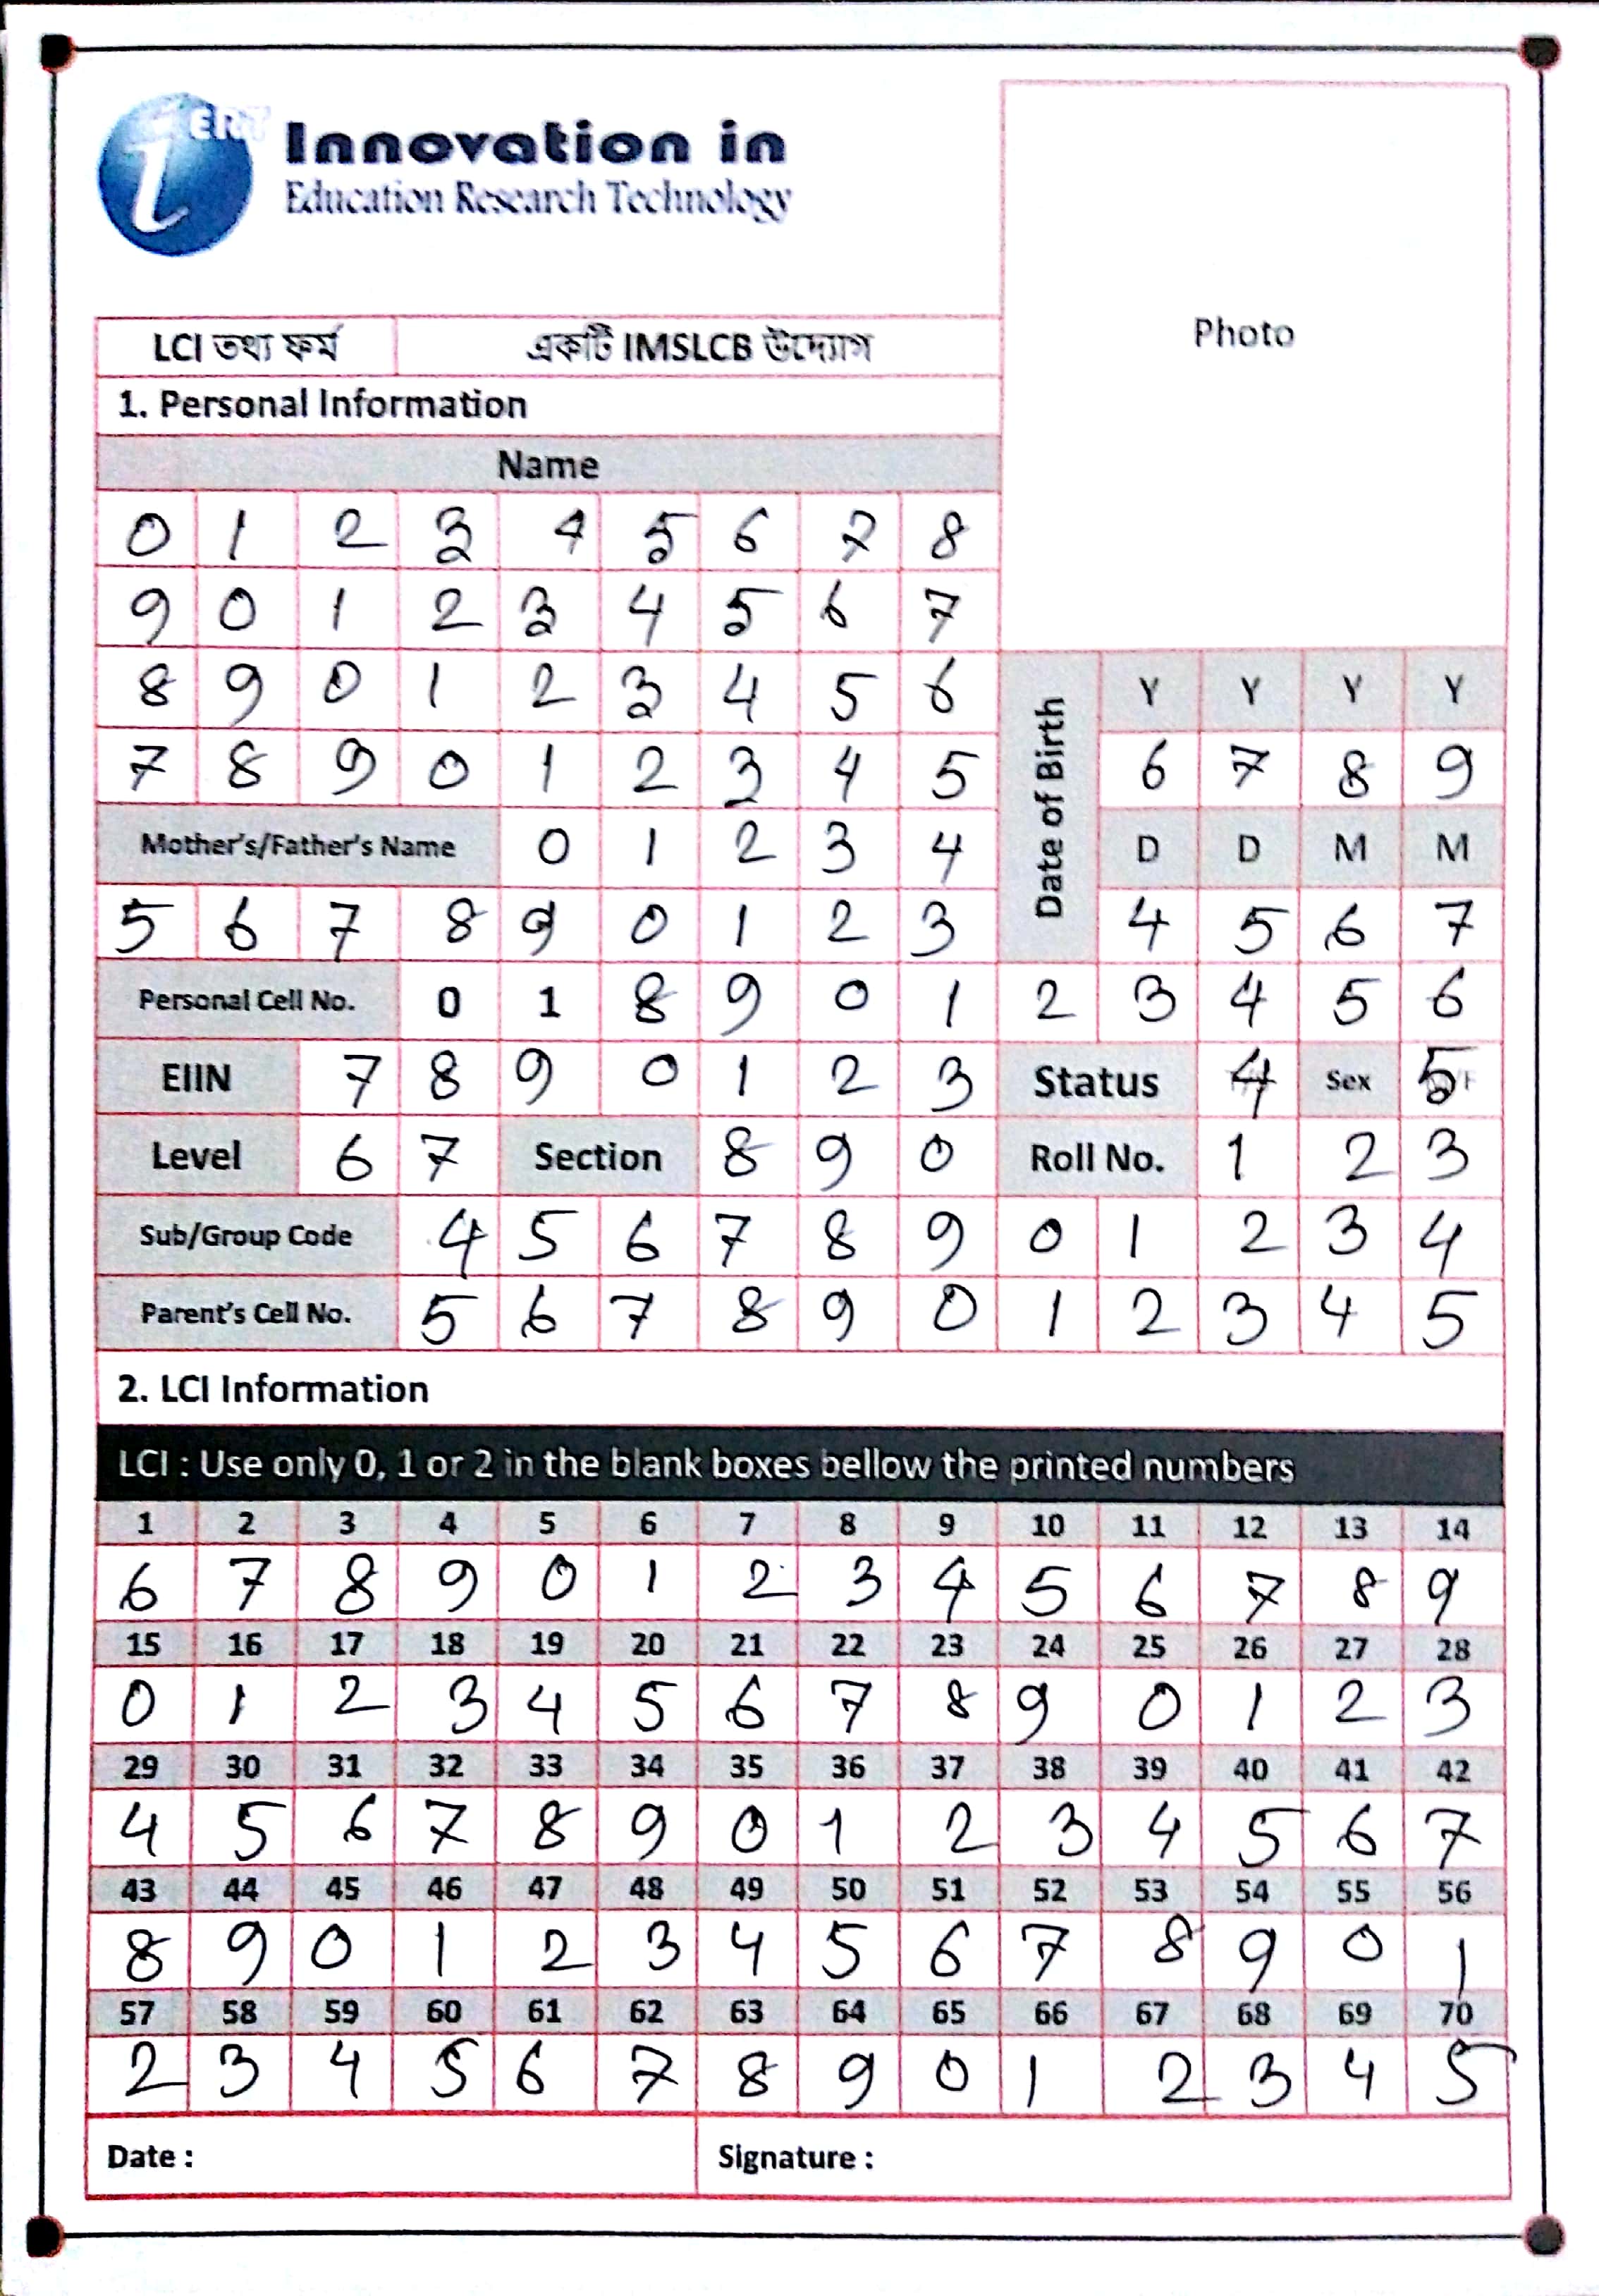 ERT
i
Innovation in
Education Research Technology
Photo
LCI তথ্য ফর্ম একটি IMSLCB উদ্যোগ
1. Personal Information
Name
0 1 2 3 4 5 6 7 8
9 0 1 2 3 4 5 6 7
8 9 0 1 2 3 4 5 6
7 8 9 0 1 2 3 4 5
Date of Birth
Y Y Y Y
6 7 8 9
D D M M
4 5 6 7
Mother's/Father's Name 0 1 2 3 4
5 6 7 8 9 0 1 2 3
Personal Cell No. 0 1 8 9 0 1 2 3 4 5 6
EIIN 7 8 9 0 1 2 3 Status 4 Sex 5
Level 6 7 Section 8 9 0 Roll No. 1 2 3
Sub/Group Code 4 5 6 7 8 9 0 1 2 3 4
Parent's Cell No. 5 6 7 8 9 0 1 2 3 4 5
2. LCI Information
LCI : Use only 0, 1 or 2 in the blank boxes bellow the printed numbers
1 2 3 4 5 6 7 8 9 10 11 12 13 14
6 7 8 9 0 1 2 3 4 5 6 7 8 9
15 16 17 18 19 20 21 22 23 24 25 26 27 28
0 1 2 3 4 5 6 7 8 9 0 1 2 3
29 30 31 32 33 34 35 36 37 38 39 40 41 42
4 5 6 7 8 9 0 1 2 3 4 5 6 7
43 44 45 46 47 48 49 50 51 52 53 54 55 56
8 9 0 1 2 3 4 5 6 7 8 9 0 1
57 58 59 60 61 62 63 64 65 66 67 68 69 70
2 3 4 5 6 7 8 9 0 1 2 3 4 5
Date :
Signature :